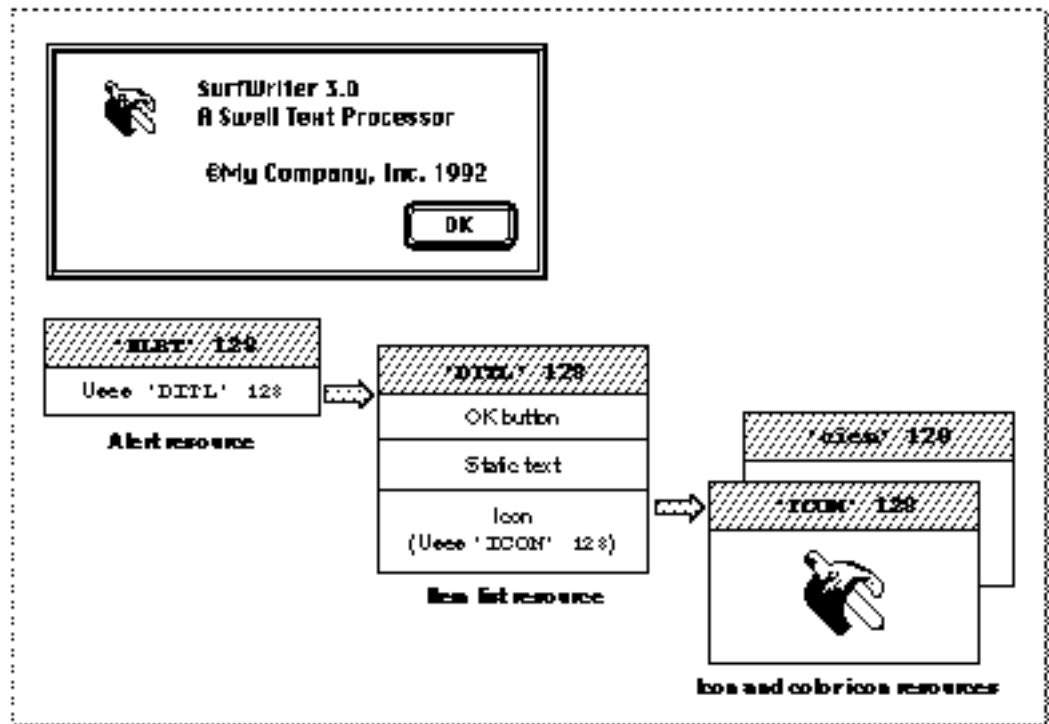 SurfWriter 3.0
A Swell Text Processor
©My Company, Inc. 1992
OK
'ALRT' 128
Uses 'DITL' 128
Alert resource
'DITL' 128
OK button
Static text
Icon
(Uses 'ICON' 128)
Item list resource
'cicn' 128
'ICON' 128
Icon and color icon resources